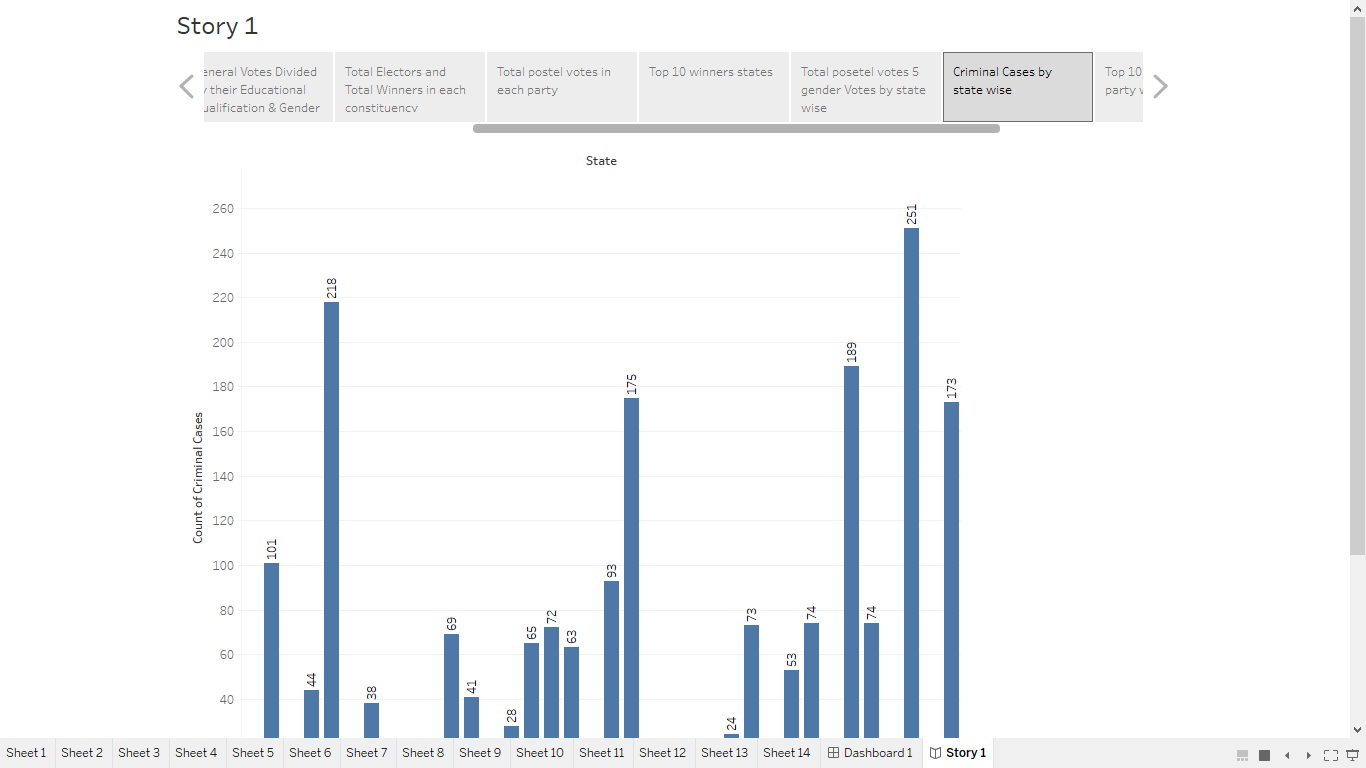 Story 1
eneral Votes Divided
y their Educational
ualification & Gender
Total Electors and
Total Winners in each
constituency
Total postel votes in
each party
Top 10 winners states
Total posetel votes 5
gender Votes by state
wise
Criminal Cases by
state wise
Top 10
party w
State
Count of Criminal Cases
260
240
220
200
180
160
140
120
100
80
60
40
101
44
218
38
69
41
28
65
72
63
93
175
24
73
53
74
189
74
251
173
Sheet 1
Sheet 2
Sheet 3
Sheet 4
Sheet 5
Sheet 6
Sheet 7
Sheet 8
Sheet 9
Sheet 10
Sheet 11
Sheet 12
Sheet 13
Sheet 14
Dashboard 1
Story 1